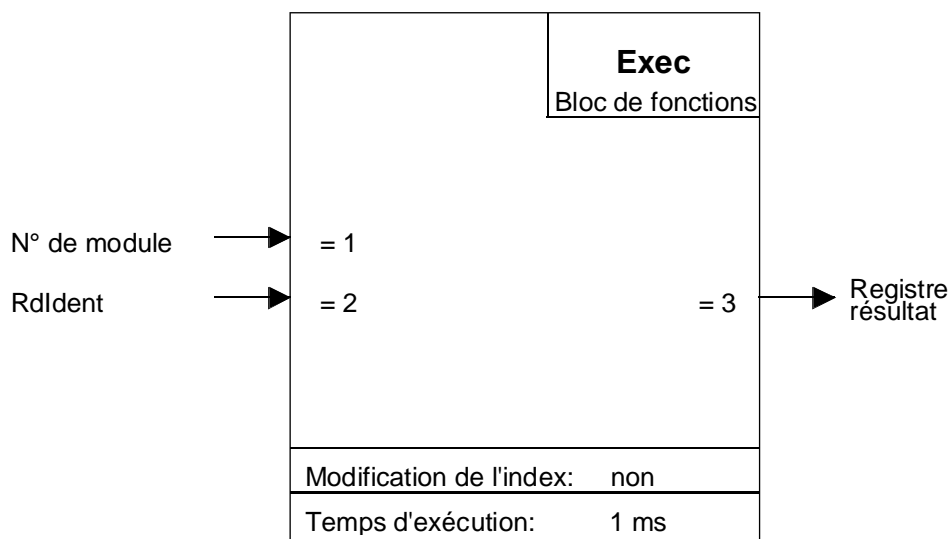 Exec
Bloc de fonctions
N° de module = 1
RdIdent = 2 = 3 Registre
résultat
Modification de l'index: non
Temps d'exécution: 1 ms